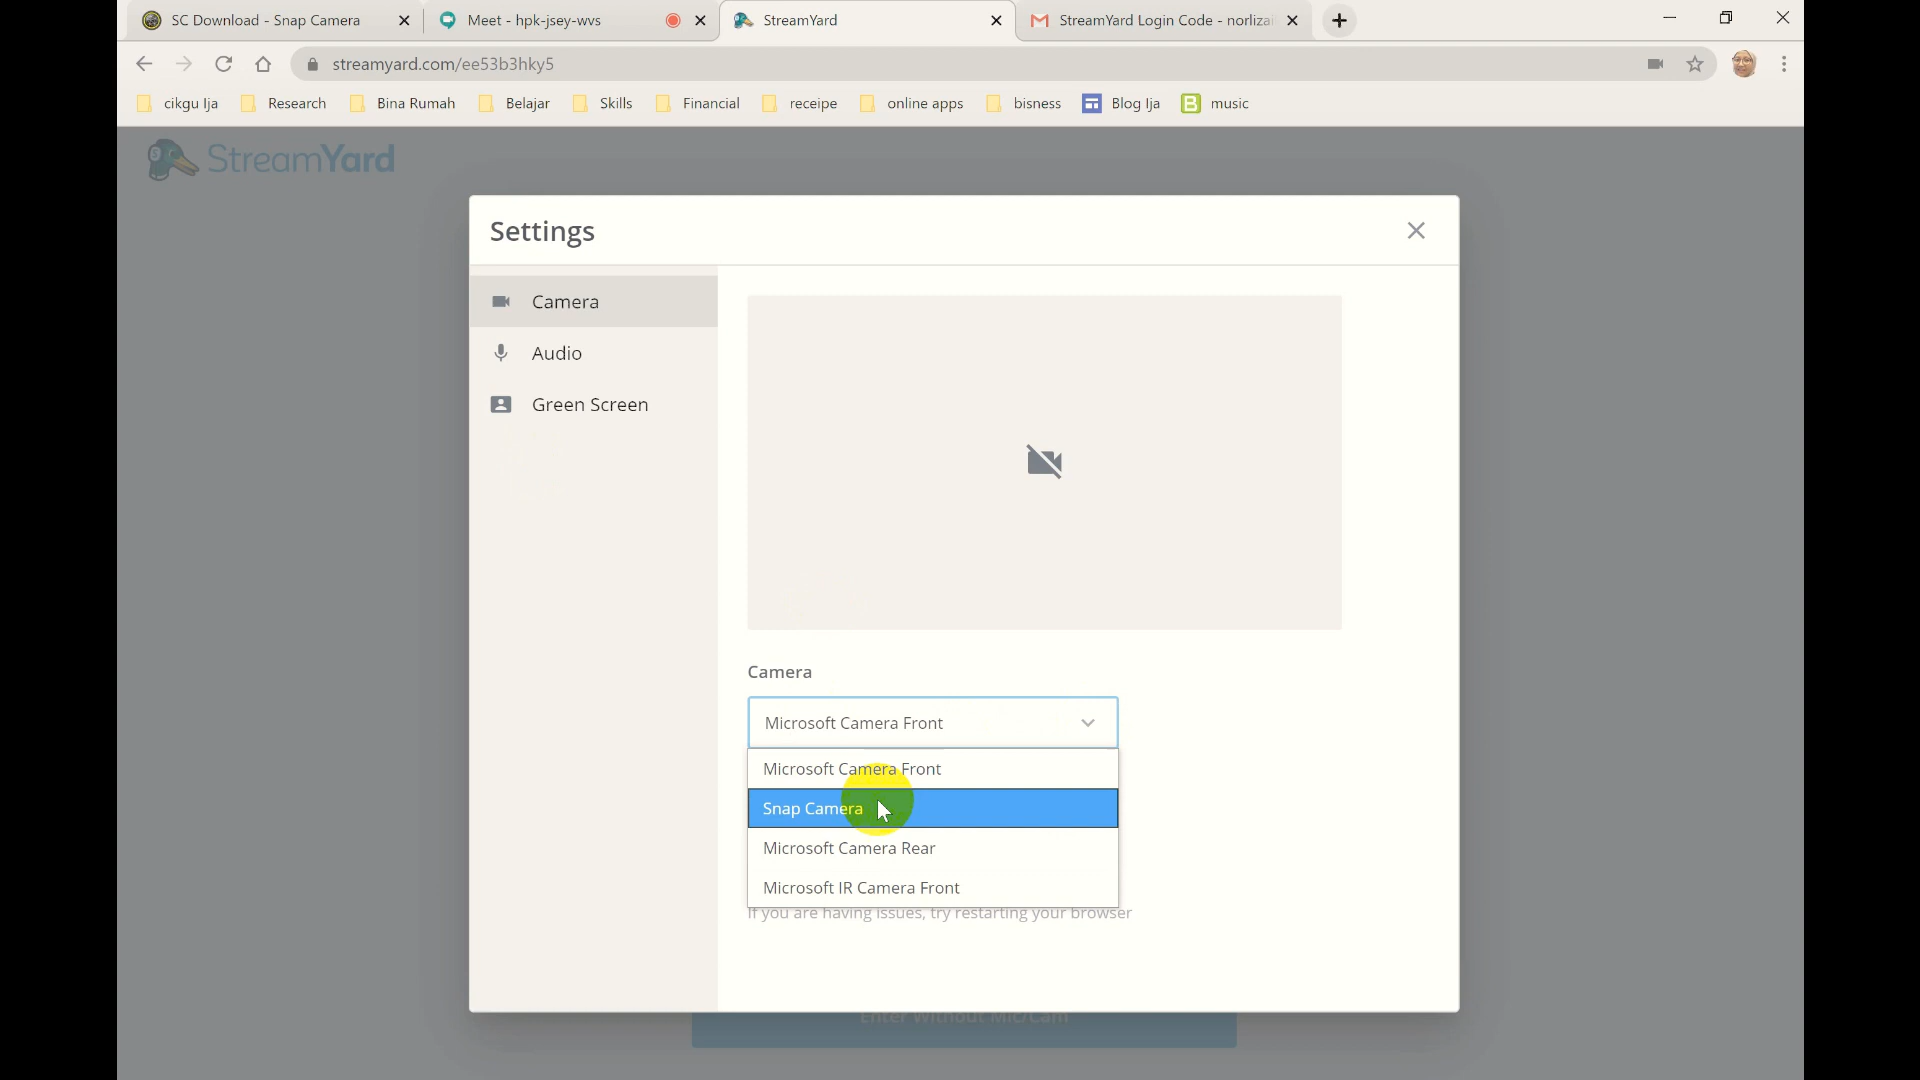 SC Download - Snap Camera
Meet - hpk-jsey-wvs
StreamYard
StreamYard Login Code - norlizai
streamyard.com/ee53b3hky5
cikgu Ija
Research
Bina Rumah
Belajar
Skills
Financial
receipe
online apps
bisness
Blog Ija
music
StreamYard
Settings
Camera
Audio
Green Screen
Camera
Microsoft Camera Front
Microsoft Camera Front
Snap Camera
Microsoft Camera Rear
Microsoft IR Camera Front
If you are having issues, try restarting your browser
Enter Without Mic/Cam